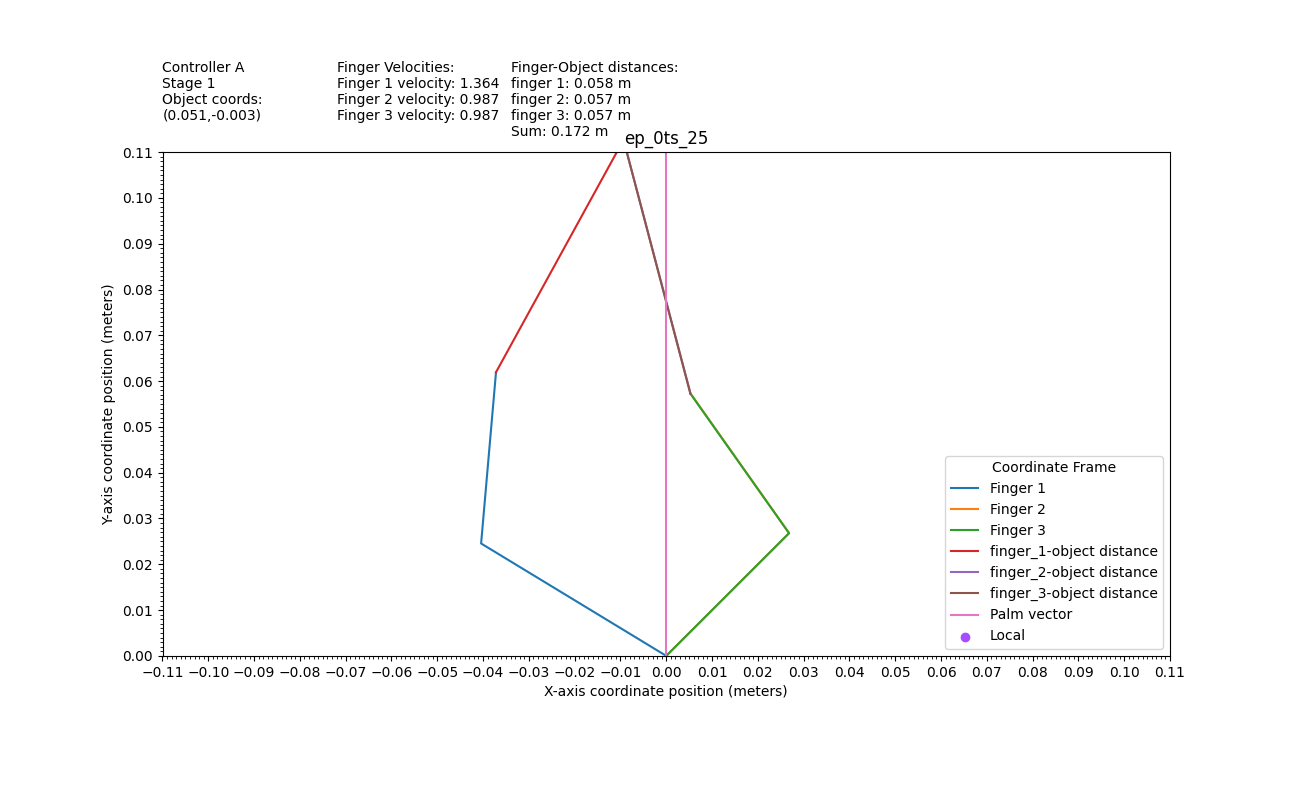 Controller A
Stage 1
Object coords:
(0.051,-0.003)
Finger Velocities:
Finger 1 velocity: 1.364
Finger 2 velocity: 0.987
Finger 3 velocity: 0.987
Finger-Object distances:
finger 1: 0.058 m
finger 2: 0.057 m
finger 3: 0.057 m
Sum: 0.172 m
ep_0ts_25
0.11
0.10
0.09
0.08
0.07
0.06
0.05
0.04
0.03
0.02
0.01
0.00
Y-axis coordinate position (meters)
Coordinate Frame
Finger 1
Finger 2
Finger 3
finger_1-object distance
finger_2-object distance
finger_3-object distance
Palm vector
Local
−0.11 −0.10 −0.09 −0.08 −0.07 −0.06 −0.05 −0.04 −0.03 −0.02 −0.01 0.00 0.01 0.02 0.03 0.04 0.05 0.06 0.07 0.08 0.09 0.10 0.11
X-axis coordinate position (meters)